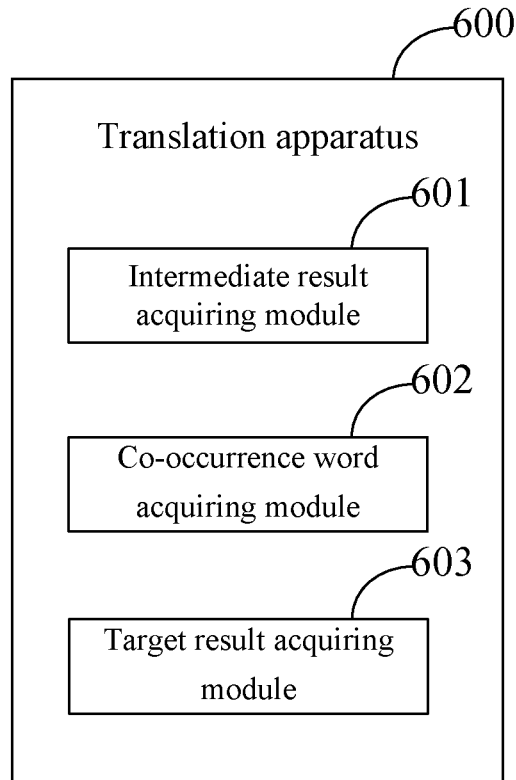 600
Translation apparatus
601
Intermediate result
acquiring module
602
Co-occurrence word
acquiring module
603
Target result acquiring
module